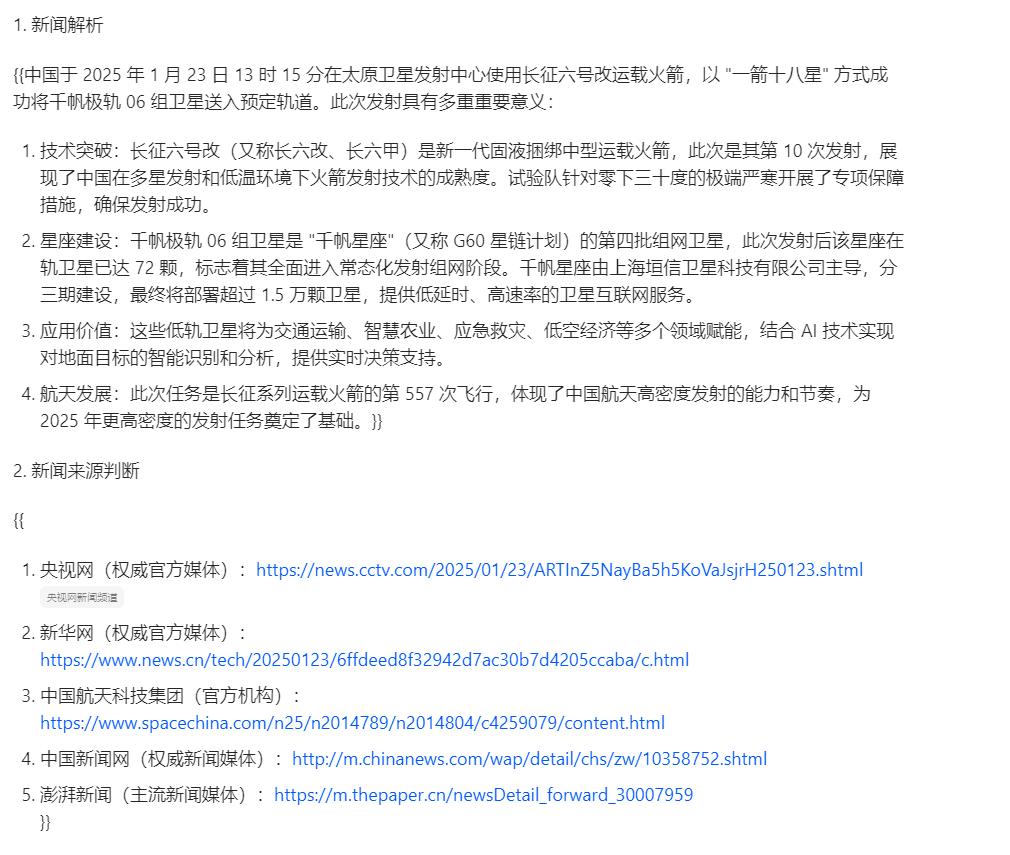 1. 新闻解析
{{中国于 2025 年 1 月 23 日 13 时 15 分在太原卫星发射中心使用长征六号改运载火箭，以 "一箭十八星" 方式成
功将千帆极轨 06 组卫星送入预定轨道。此次发射具有多重重要意义：
1. 技术突破：长征六号改（又称长六改、长六甲）是新一代固液捆绑中型运载火箭，此次是其第 10 次发射，展
现了中国在多星发射和低温环境下火箭发射技术的成熟度。试验队针对零下三十度的极端严寒开展了专项保障
措施，确保发射成功。
2. 星座建设：千帆极轨 06 组卫星是 "千帆星座"（又称 G60 星链计划）的第四批组网卫星，此次发射后该星座在
轨卫星已达 72 颗，标志着其全面进入常态化发射组网阶段。千帆星座由上海垣信卫星科技有限公司主导，分
三期建设，最终将部署超过 1.5 万颗卫星，提供低延时、高速率的卫星互联网服务。
3. 应用价值：这些低轨卫星将为交通运输、智慧农业、应急救灾、低空经济等多个领域赋能，结合 AI 技术实现
对地面目标的智能识别和分析，提供实时决策支持。
4. 航天发展：此次任务是长征系列运载火箭的第 557 次飞行，体现了中国航天高密度发射的能力和节奏，为
2025 年更高密度的发射任务奠定了基础。}}
2. 新闻来源判断
{{
1. 央视网（权威官方媒体）：https://news.cctv.com/2025/01/23/ARTInZ5NayBa5h5KoVaJsjrH250123.shtml
央视网新闻频道
2. 新华网（权威官方媒体）：
https://www.news.cn/tech/20250123/6ffdeed8f32942d7ac30b7d4205ccaba/c.html
3. 中国航天科技集团（官方机构）：
https://www.spacechina.com/n25/n2014789/n2014804/c4259079/content.html
4. 中国新闻网（权威新闻媒体）：http://m.chinanews.com/wap/detail/chs/zw/10358752.shtml
5. 澎湃新闻（主流新闻媒体）：https://m.thepaper.cn/newsDetail_forward_30007959
}}